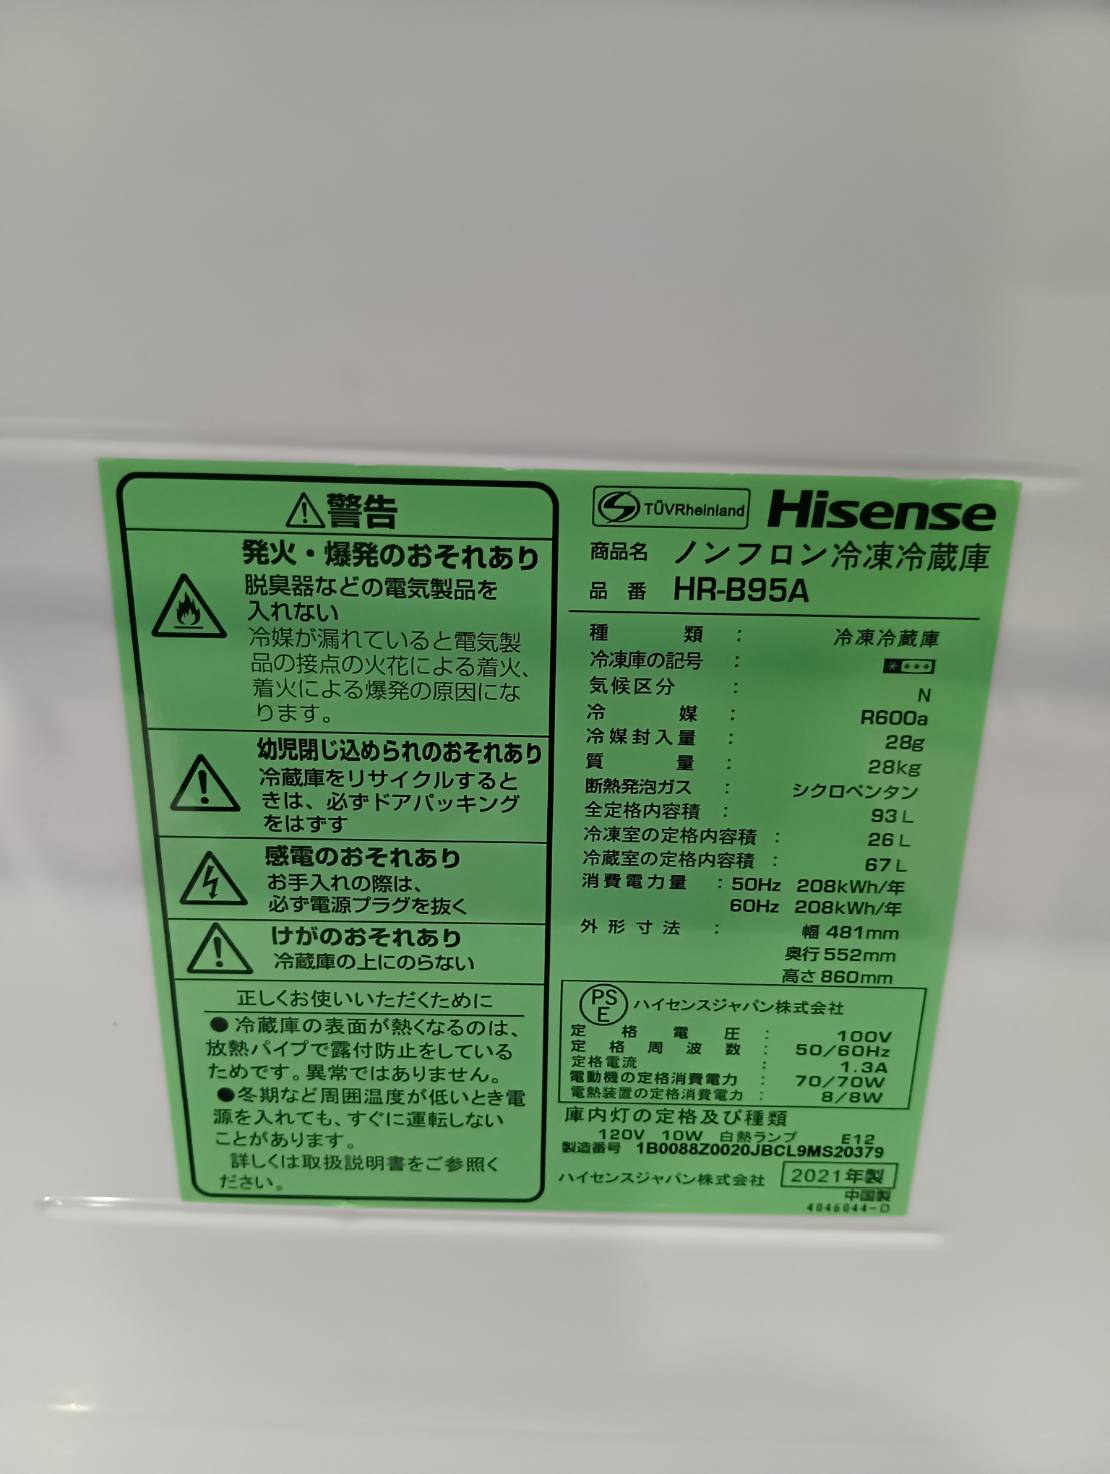 警告
発火・爆発のおそれあり
脱臭器などの電気製品を
入れない
冷媒が漏れていると電気製
品の接点の火花による着火、
着火による爆発の原因にな
ります。
幼児閉じ込められのおそれあり
冷蔵庫をリサイクルすると
きは、必ずドアパッキング
をはずす
感電のおそれあり
お手入れの際は、
必ず電源プラグを抜く
けがのおそれあり
冷蔵庫の上にのらない
正しくお使いいただくために
●冷蔵庫の表面が熱くなるのは、
放熱パイプで露付防止をしている
ためです。異常ではありません。
●冬期など周囲温度が低いとき電
源を入れても、すぐに運転しない
ことがあります。
詳しくは取扱説明書をご参照く
ださい。
TÜVRheinland Hisense
商品名 ノンフロン冷凍冷蔵庫
品番 HR-B95A
種類 : 冷凍冷蔵庫
冷凍庫の記号 : ****
気候区分 : N
冷媒 : R600a
冷媒封入量 : 28g
質量 : 28kg
断熱発泡ガス : シクロペンタン
全定格内容積 : 93L
冷凍室の定格内容積 : 26L
冷蔵室の定格内容積 : 67L
消費電力量 : 50Hz 208kWh/年
60Hz 208kWh/年
外形寸法 : 幅 481mm
奥行 552mm
高さ 860mm
PSE ハイセンスジャパン株式会社
定格電圧 : 100V
定格周波数 : 50/60Hz
定格電流 : 1.3A
電動機の定格消費電力 : 70/70W
電熱装置の定格消費電力 : 8/8W
庫内灯の定格及び種類
120V 10W 白熱ランプ E12
製造番号 1B0088Z0020JBCL9MS20379
ハイセンスジャパン株式会社 2021年製
中国製
4046044-D